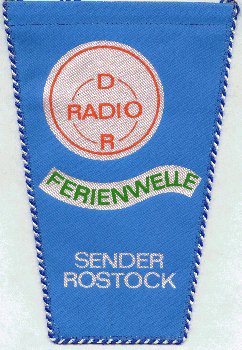 D
RADIO
R
FERIENWELLE
SENDER
ROSTOCK